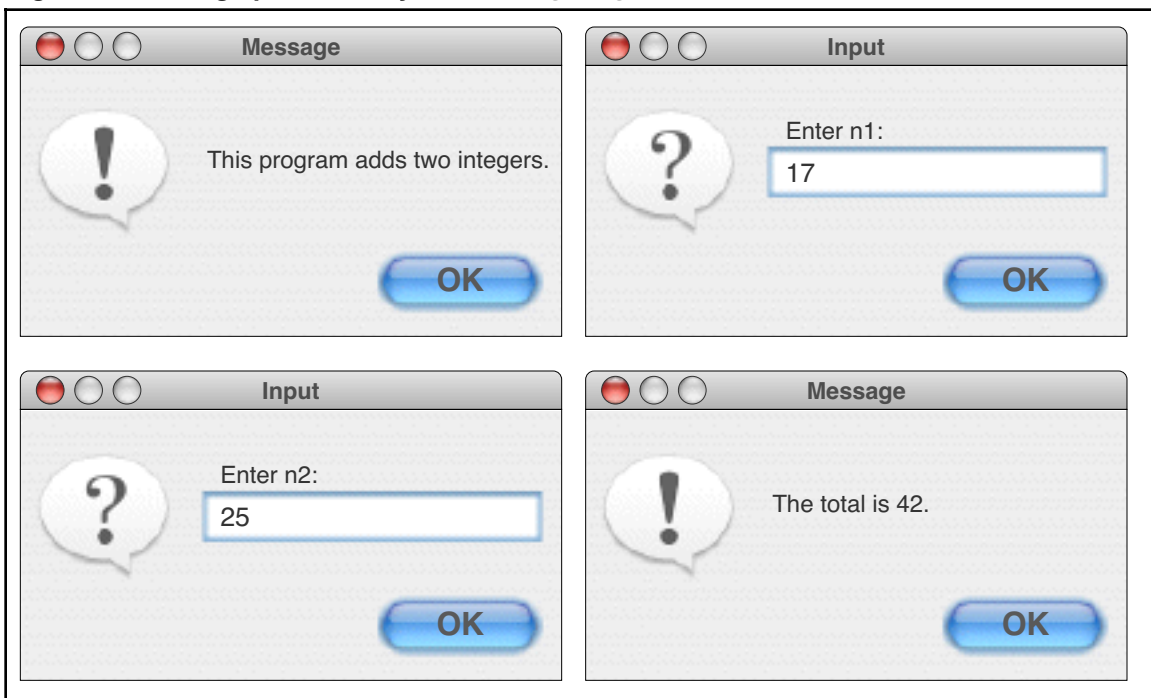 Message
This program adds two integers.
OK
Input
Enter n1:
17
OK
Input
Enter n2:
25
OK
Message
The total is 42.
OK